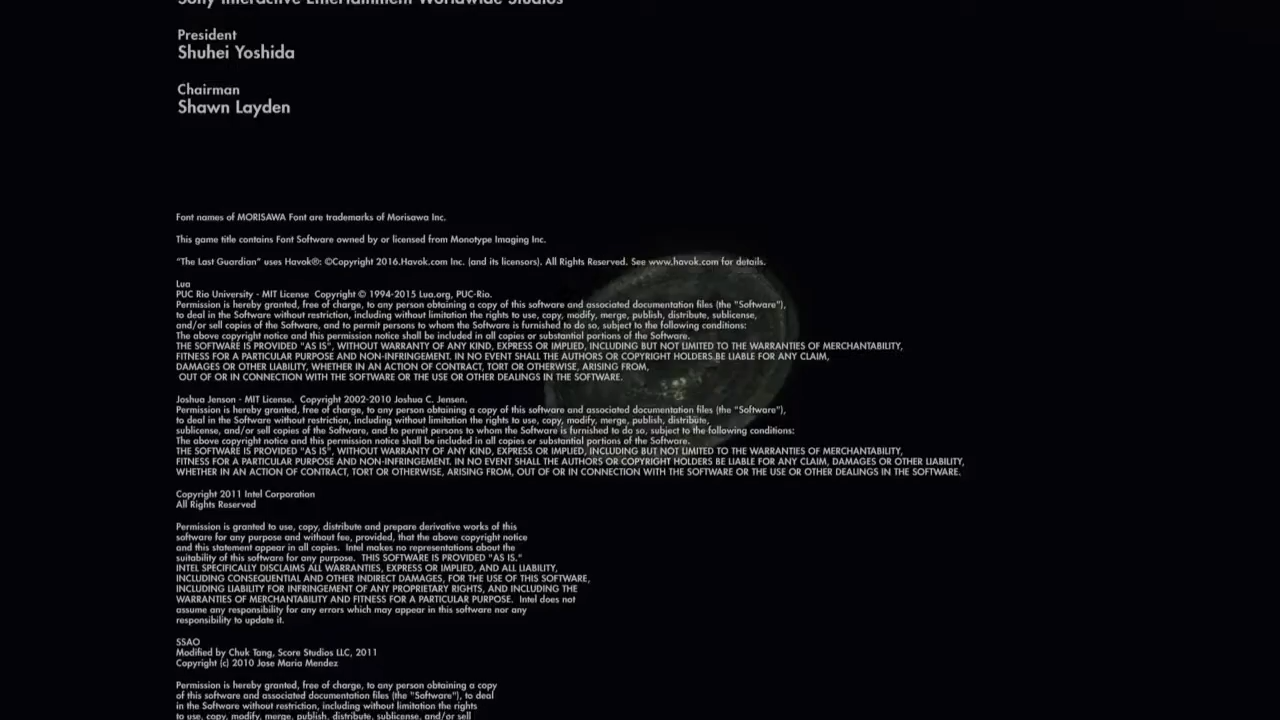 Sony Interactive Entertainment Worldwide Studios
President
Shuhei Yoshida
Chairman
Shawn Layden
Font names of MORISAWA Font are trademarks of Morisawa Inc.
This game title contains Font Software owned by or licensed from Monotype Imaging Inc.
“The Last Guardian” uses Havok®: ©Copyright 2016.Havok.com Inc. (and its licensors). All Rights Reserved. See www.havok.com for details.
Lua
PUC Rio University - MIT License  Copyright © 1994-2015 Lua.org, PUC-Rio.
Permission is hereby granted, free of charge, to any person obtaining a copy of this software and associated documentation files (the "Software"),
to deal in the Software without restriction, including without limitation the rights to use, copy, modify, merge, publish, distribute, sublicense,
and/or sell copies of the Software, and to permit persons to whom the Software is furnished to do so, subject to the following conditions:
The above copyright notice and this permission notice shall be included in all copies or substantial portions of the Software.
THE SOFTWARE IS PROVIDED "AS IS", WITHOUT WARRANTY OF ANY KIND, EXPRESS OR IMPLIED, INCLUDING BUT NOT LIMITED TO THE WARRANTIES OF MERCHANTABILITY,
FITNESS FOR A PARTICULAR PURPOSE AND NON-INFRINGEMENT. IN NO EVENT SHALL THE AUTHORS OR COPYRIGHT HOLDERS BE LIABLE FOR ANY CLAIM,
DAMAGES OR OTHER LIABILITY, WHETHER IN AN ACTION OF CONTRACT, TORT OR OTHERWISE, ARISING FROM,
OUT OF OR IN CONNECTION WITH THE SOFTWARE OR THE USE OR OTHER DEALINGS IN THE SOFTWARE.
Joshua Jenson - MIT License.  Copyright 2002-2010 Joshua C. Jensen.
Permission is hereby granted, free of charge, to any person obtaining a copy of this software and associated documentation files (the "Software"),
to deal in the Software without restriction, including without limitation the rights to use, copy, modify, merge, publish, distribute,
sublicense, and/or sell copies of the Software, and to permit persons to whom the Software is furnished to do so, subject to the following conditions:
The above copyright notice and this permission notice shall be included in all copies or substantial portions of the Software.
THE SOFTWARE IS PROVIDED "AS IS", WITHOUT WARRANTY OF ANY KIND, EXPRESS OR IMPLIED, INCLUDING BUT NOT LIMITED TO THE WARRANTIES OF MERCHANTABILITY,
FITNESS FOR A PARTICULAR PURPOSE AND NON-INFRINGEMENT. IN NO EVENT SHALL THE AUTHORS OR COPYRIGHT HOLDERS BE LIABLE FOR ANY CLAIM, DAMAGES OR OTHER LIABILITY,
WHETHER IN AN ACTION OF CONTRACT, TORT OR OTHERWISE, ARISING FROM, OUT OF OR IN CONNECTION WITH THE SOFTWARE OR THE USE OR OTHER DEALINGS IN THE SOFTWARE.
Copyright 2011 Intel Corporation
All Rights Reserved
Permission is granted to use, copy, distribute and prepare derivative works of this
software for any purpose and without fee, provided, that the above copyright notice
and this statement appear in all copies.  Intel makes no representations about the
suitability of this software for any purpose.  THIS SOFTWARE IS PROVIDED "AS IS."
INTEL SPECIFICALLY DISCLAIMS ALL WARRANTIES, EXPRESS OR IMPLIED, AND ALL LIABILITY,
INCLUDING CONSEQUENTIAL AND OTHER INDIRECT DAMAGES, FOR THE USE OF THIS SOFTWARE,
INCLUDING LIABILITY FOR INFRINGEMENT OF ANY PROPRIETARY RIGHTS, AND INCLUDING THE
WARRANTIES OF MERCHANTABILITY AND FITNESS FOR A PARTICULAR PURPOSE.  Intel does not
assume any responsibility for any errors which may appear in this software nor any
responsibility to update it.
SSAO
Modified by Chuk Tang, Score Studios LLC, 2011
Copyright (c) 2010 Jose Maria Mendez
Permission is hereby granted, free of charge, to any person obtaining a copy
of this software and associated documentation files (the "Software"), to deal
in the Software without restriction, including without limitation the rights
to use, copy, modify, merge, publish, distribute, sublicense, and/or sell